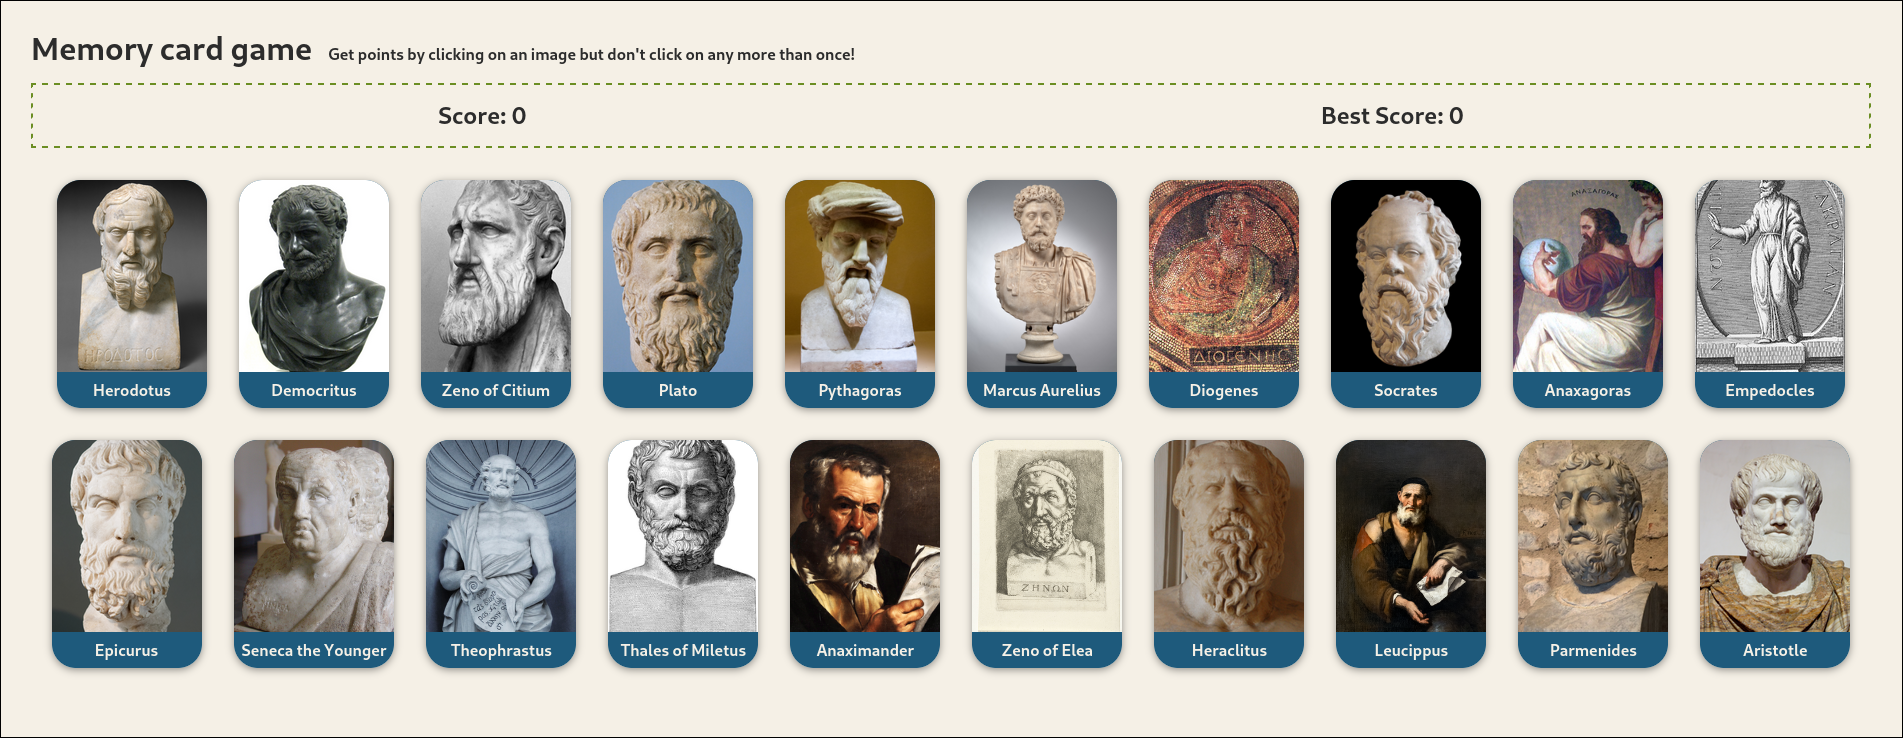 Memory card game
Get points by clicking on an image but don't click on any more than once!
Score: 0
Best Score: 0
ΗΡΟΔΟΤΟΣ
ΔΙΟΓΕΝΗС
ΑΝΑΞΑΓΟΡΑΣ
Herodotus
Democritus
Zeno of Citium
Plato
Pythagoras
Marcus Aurelius
Diogenes
Socrates
Anaxagoras
Empedocles
ΖΗΝΩΝ
Epicurus
Seneca the Younger
Theophrastus
Thales of Miletus
Anaximander
Zeno of Elea
Heraclitus
Leucippus
Parmenides
Aristotle